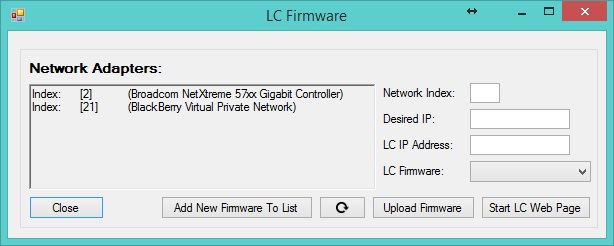 LC Firmware
Network Adapters:
Index: [2] (Broadcom NetXtreme 57xx Gigabit Controller)
Index: [21] (BlackBerry Virtual Private Network)
Network Index:
Desired IP:
LC IP Address:
LC Firmware:
Close Add New Firmware To List Upload Firmware Start LC Web Page